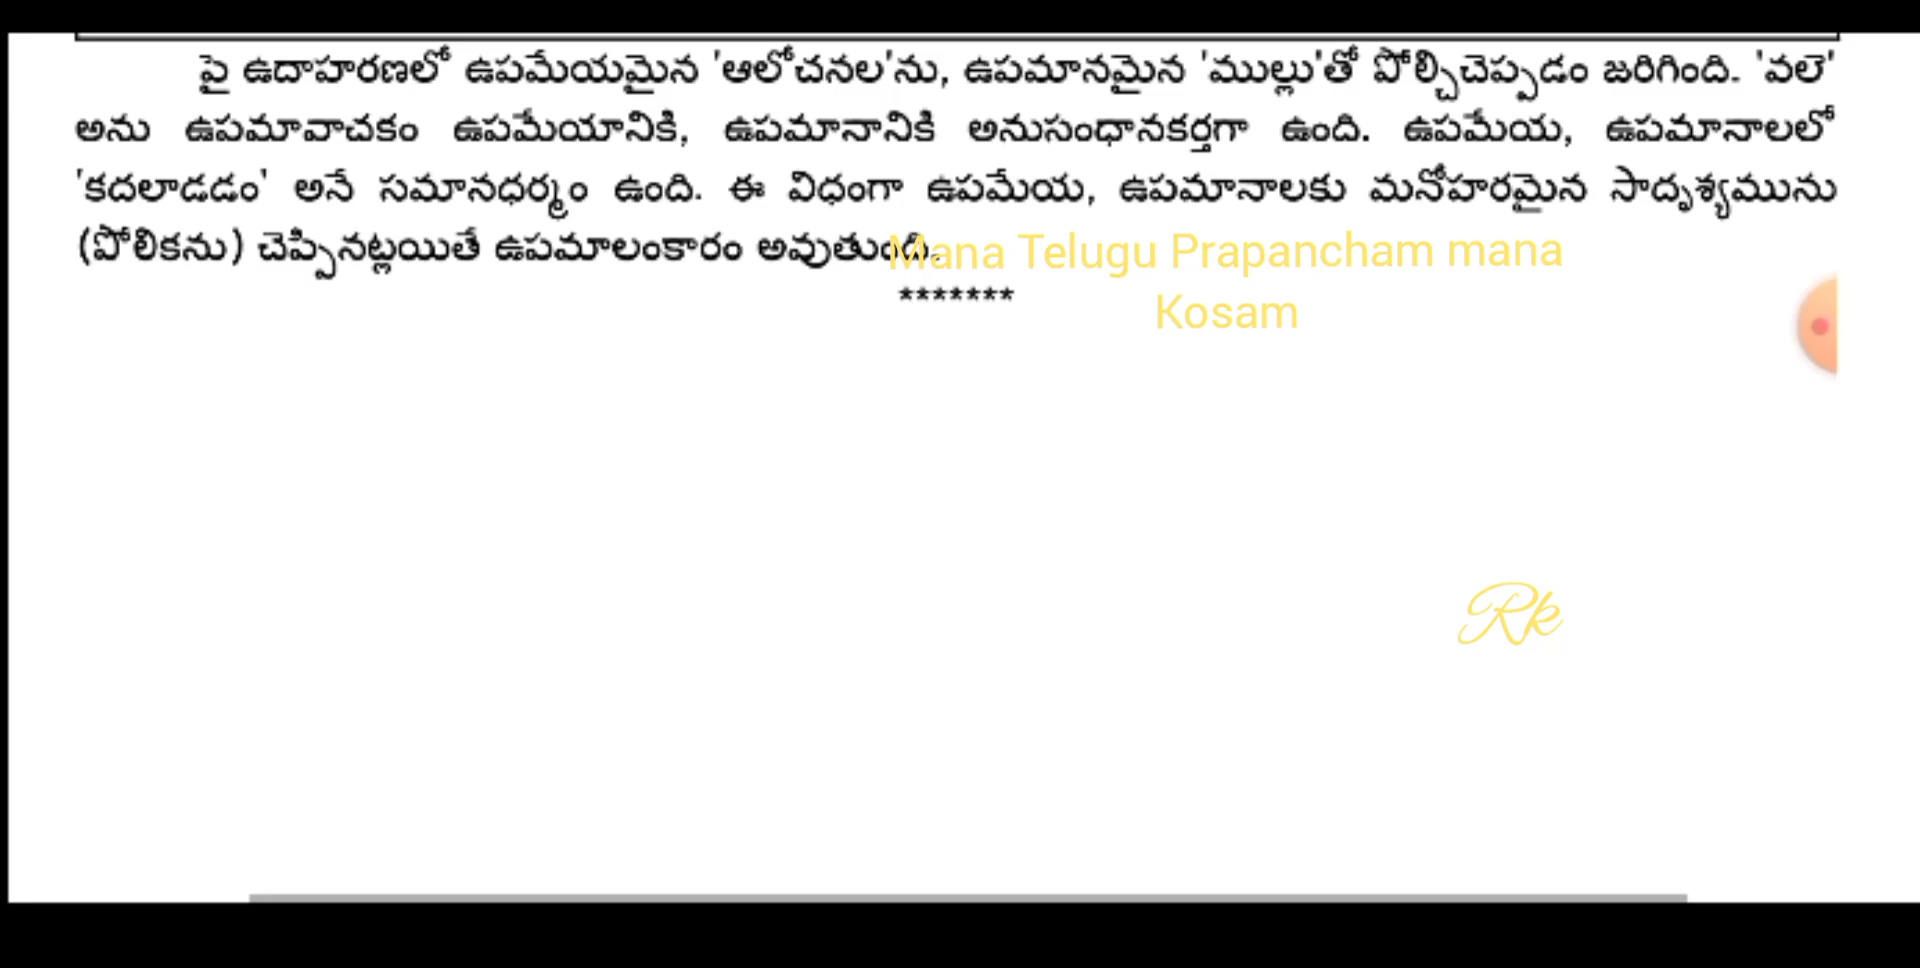 పై ఉదాహరణలో ఉపమేయమైన 'ఆలోచనల'ను, ఉపమానమైన 'ముల్లు'తో పోల్చిచెప్పడం జరిగింది. 'వలె'
అను ఉపమావాచకం ఉపమేయానికి, ఉపమానానికి అనుసంధానకర్తగా ఉంది. ఉపమేయ, ఉపమానాలలో
'కదలాడడం' అనే సమానధర్మం ఉంది. ఈ విధంగా ఉపమేయ, ఉపమానాలకు మనోహరమైన సాదృశ్యమును
(పోలికను) చెప్పినట్లయితే ఉపమాలంకారం అవుతుంది.
Mana Telugu Prapancham mana
Kosam
*******
Rk